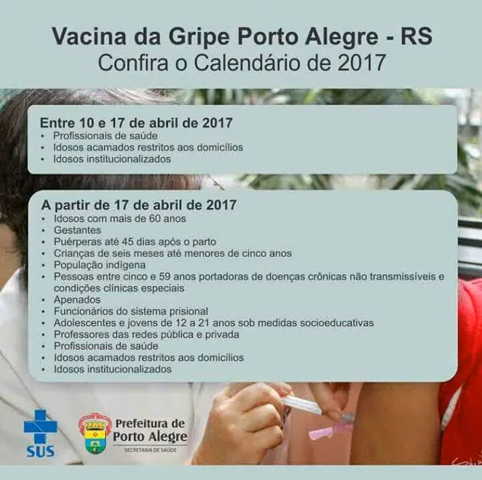 Vacina da Gripe Porto Alegre - RS
Confira o Calendário de 2017
Entre 10 e 17 de abril de 2017
• Profissionais de saúde
• Idosos acamados restritos aos domicílios
• Idosos institucionalizados
A partir de 17 de abril de 2017
• Idosos com mais de 60 anos
• Gestantes
• Puérperas até 45 dias após o parto
• Crianças de seis meses até menores de cinco anos
• População indígena
• Pessoas entre cinco e 59 anos portadoras de doenças crônicas não transmissíveis e
condições clínicas especiais
• Apenados
• Funcionários do sistema prisional
• Adolescentes e jovens de 12 a 21 anos sob medidas socioeducativas
• Professores das redes pública e privada
• Profissionais de saúde
• Idosos acamados restritos aos domicílios
• Idosos institucionalizados
SUS
Prefeitura de
Porto Alegre
SECRETARIA DE SAÚDE